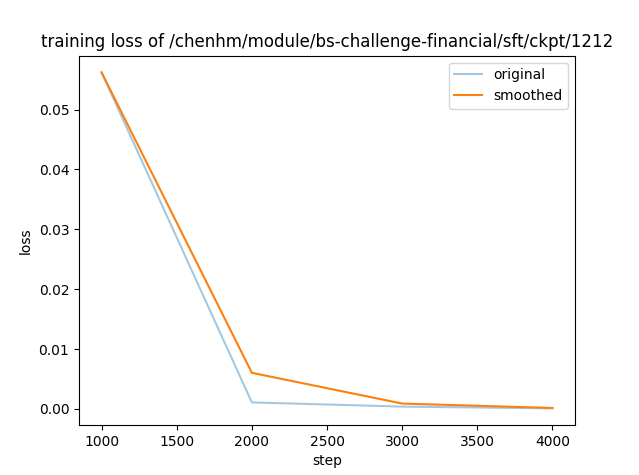 training loss of /chenhm/module/bs-challenge-financial/sft/ckpt/1212
original
smoothed
0.05
0.04
0.03
0.02
0.01
0.00
loss
1000 1500 2000 2500 3000 3500 4000
step